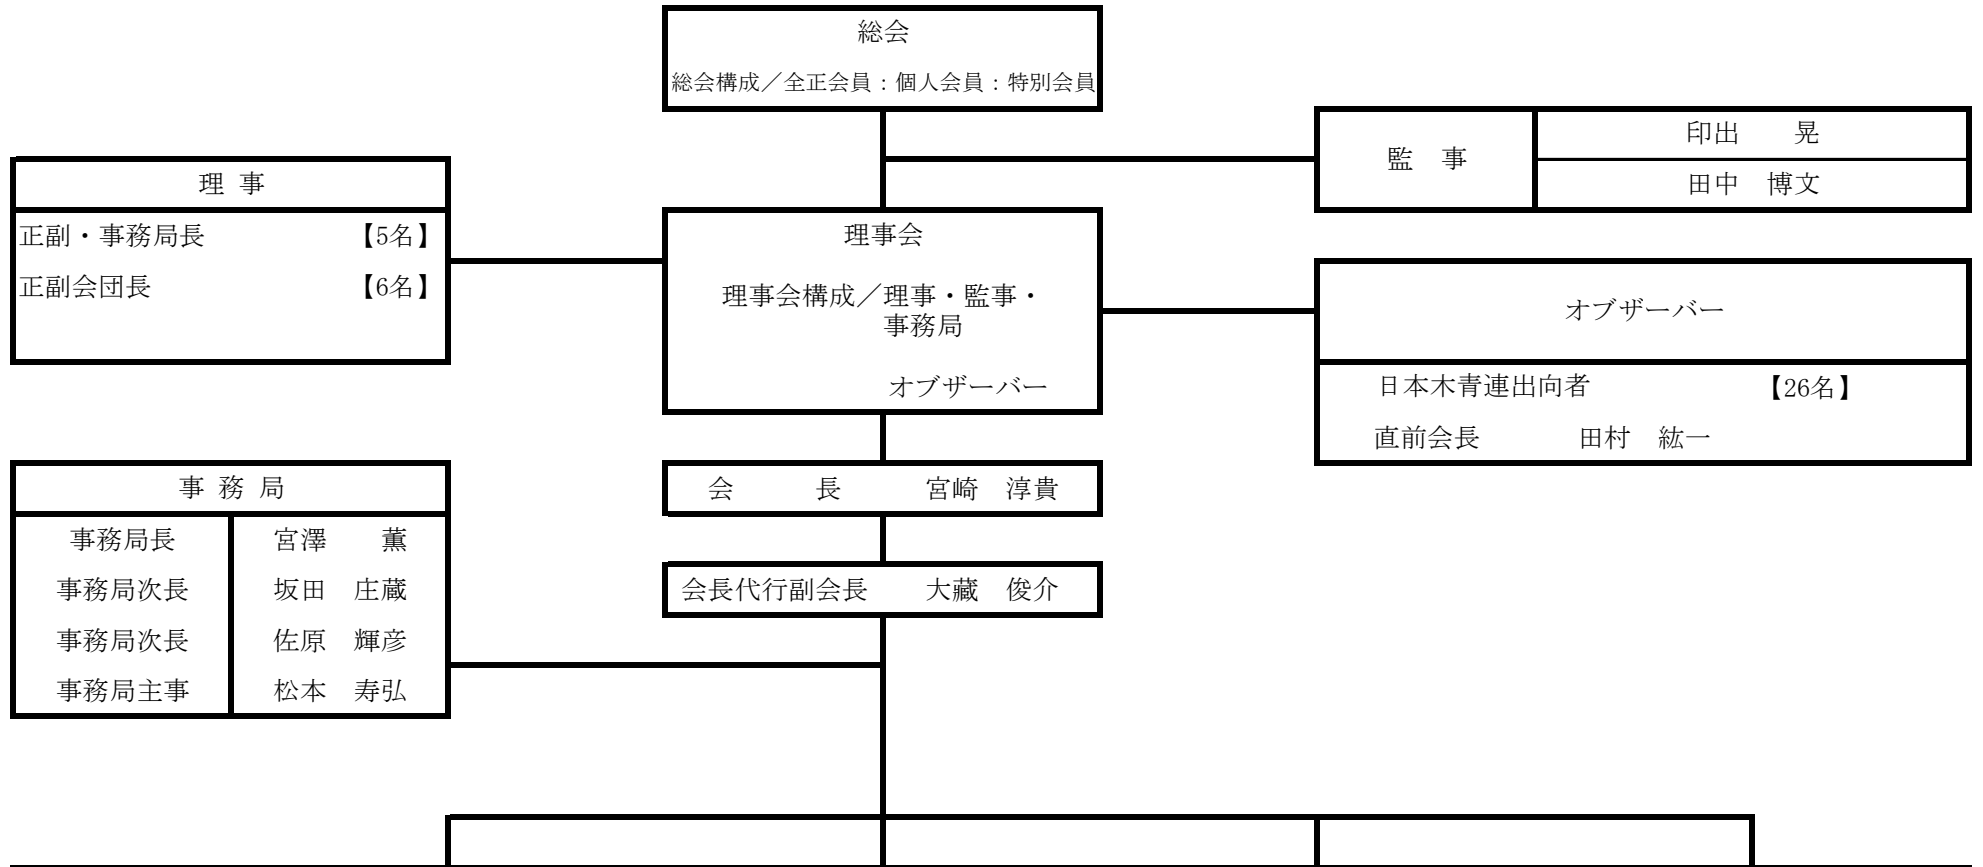 総会
総会構成／全正会員：個人会員：特別会員
監　事
印出　　晃
田中　博文
理 事
正副・事務局長　【5名】
正副会団長　【6名】
理事会
理事会構成／理事・監事・
事務局
オブザーバー
オブザーバー
日本木青連出向者　【26名】
直前会長　田村　紘一
事 務 局
事務局長　宮澤　　薫
事務局次長　坂田　庄蔵
事務局次長　佐原　輝彦
事務局主事　松本　寿弘
会　　　長　宮崎　淳貴
会長代行副会長　大藏　俊介